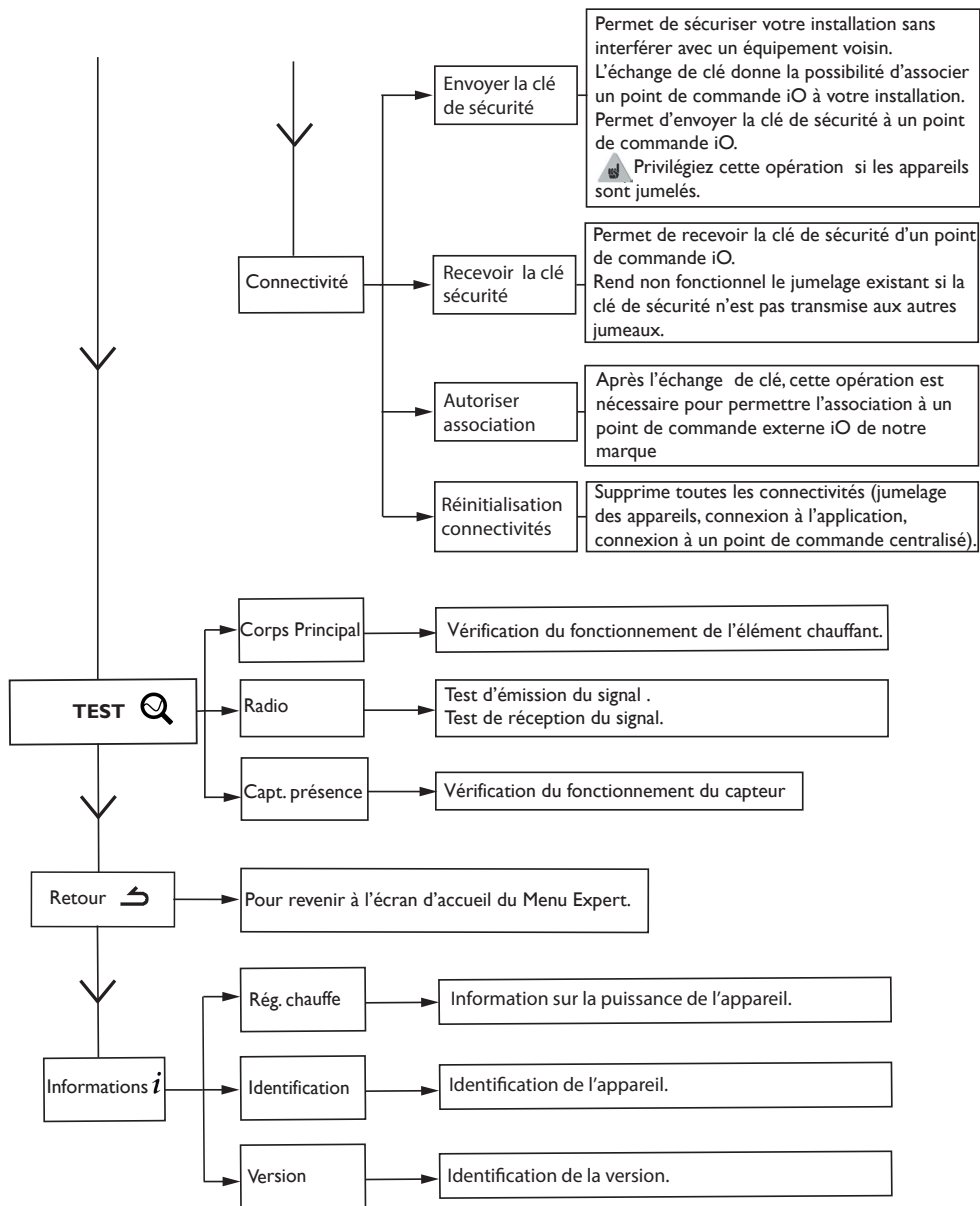 Envoyer la clé
de sécurité
Permet de sécuriser votre installation sans
interférer avec un équipement voisin.
L’échange de clé donne la possibilité d’associer
un point de commande iO à votre installation.
Permet d’envoyer la clé de sécurité à un point
de commande iO.
Privilégiez cette opération si les appareils
sont jumelés.
Connectivité
Recevoir la clé
sécurité
Permet de recevoir la clé de sécurité d’un point
de commande iO.
Rend non fonctionnel le jumelage existant si la
clé de sécurité n’est pas transmise aux autres
jumeaux.
Autoriser
association
Après l’échange de clé, cette opération est
nécessaire pour permettre l’association à un
point de commande externe iO de notre
marque
Réinitialisation
connectivités
Supprime toutes les connectivités (jumelage
des appareils, connexion à l’application,
connexion à un point de commande centralisé).
TEST
Corps Principal
Vérification du fonctionnement de l’élément chauffant.
Radio
Test d’émission du signal .
Test de réception du signal.
Capt. présence
Vérification du fonctionnement du capteur
Retour
Pour revenir à l’écran d’accueil du Menu Expert.
Informations i
Rég. chauffe
Information sur la puissance de l’appareil.
Identification
Identification de l’appareil.
Version
Identification de la version.